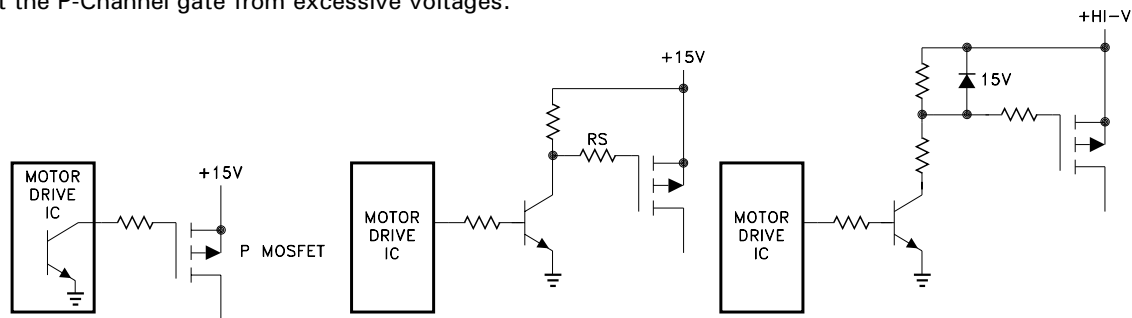 t the P-Channel gate from excessive voltages.
+HI-V
+15V
15V
RS
MOTOR
DRIVE
IC
+15V
P MOSFET
MOTOR
DRIVE
IC
MOTOR
DRIVE
IC